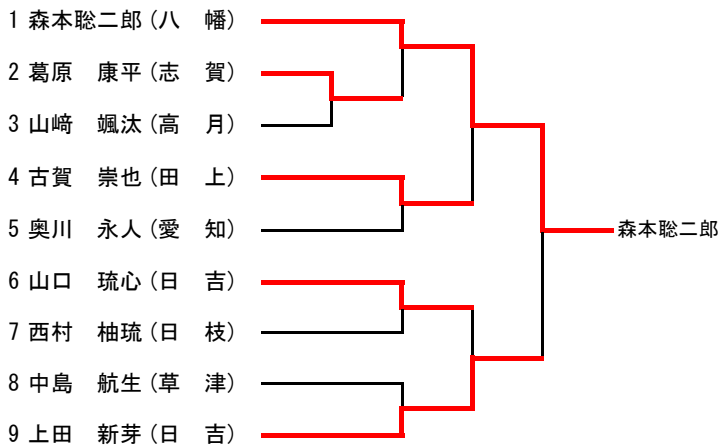 1 森本聡二郎(八　幡)
2 葛原　康平(志　賀)
3 山﨑　颯汰(高　月)
4 古賀　崇也(田　上)
5 奥川　永人(愛　知)
森本聡二郎
6 山口　琉心(日　吉)
7 西村　柚琉(日　枝)
8 中島　航生(草　津)
9 上田　新芽(日　吉)